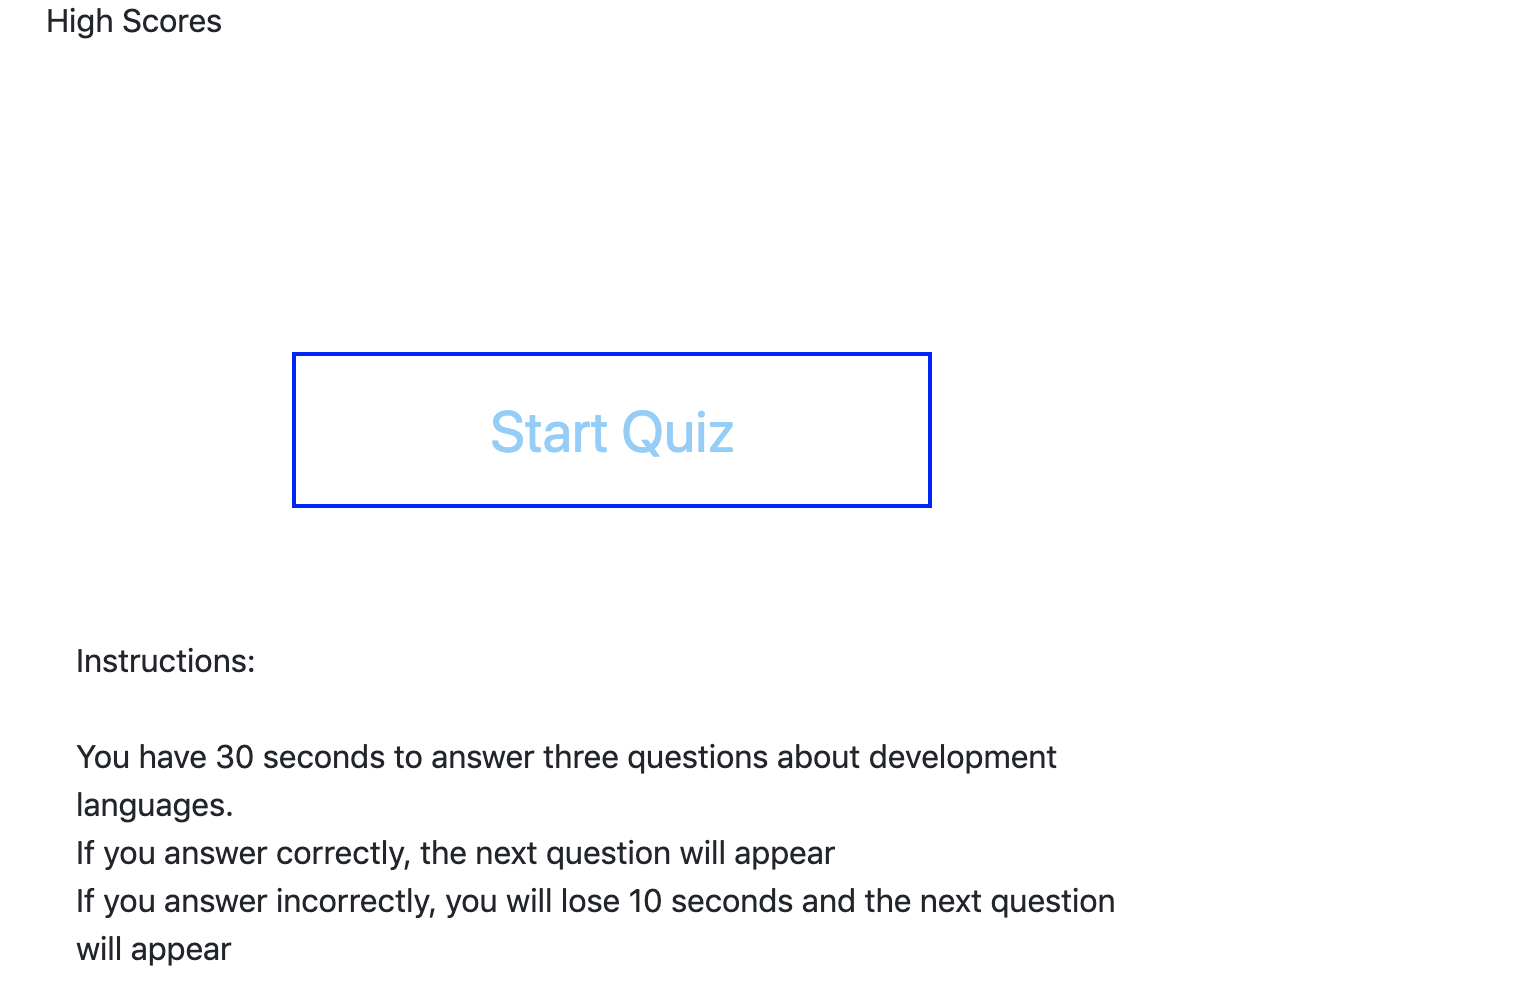 High Scores
Start Quiz
Instructions:
You have 30 seconds to answer three questions about development
languages.
If you answer correctly, the next question will appear
If you answer incorrectly, you will lose 10 seconds and the next question
will appear